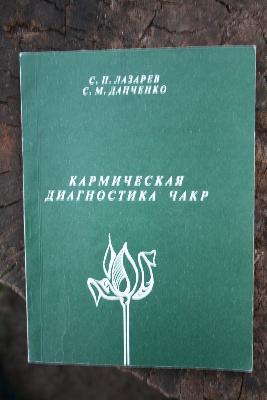 С. Н. ЛАЗАРЕВ
С. М. ДАНЧЕНКО
КАРМИЧЕСКАЯ
ДИАГНОСТИКА ЧАКР